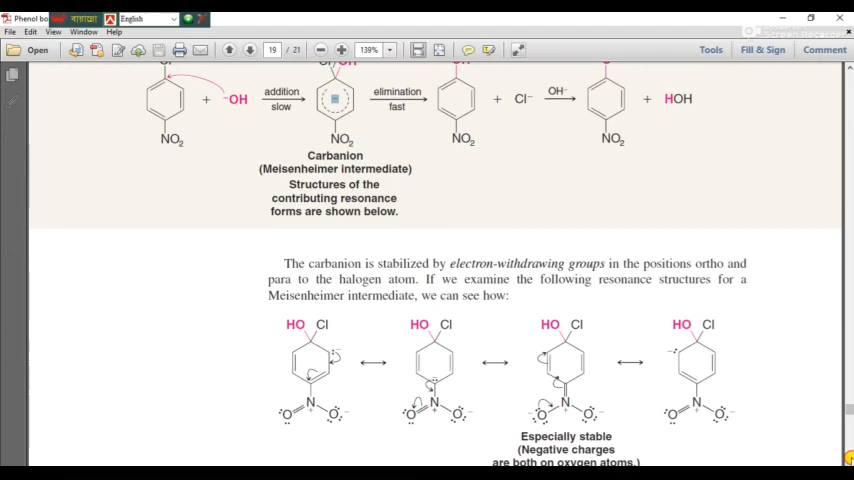 Phenol bo
বাংলা
English
File Edit View Window Help
Open 19 / 21 139% Tools Fill & Sign Comment
Cl OH
+ −OH addition slow elimination fast + Cl− OH− + HOH
NO2 NO2 NO2 NO2
Carbanion
(Meisenheimer intermediate)
Structures of the
contributing resonance
forms are shown below.
The carbanion is stabilized by electron-withdrawing groups in the positions ortho and
para to the halogen atom. If we examine the following resonance structures for a
Meisenheimer intermediate, we can see how:
HO Cl HO Cl HO Cl HO Cl
N+ N+ N+ N+
O O− O O− −O O− O O−
Especially stable
(Negative charges
are both on oxygen atoms.)